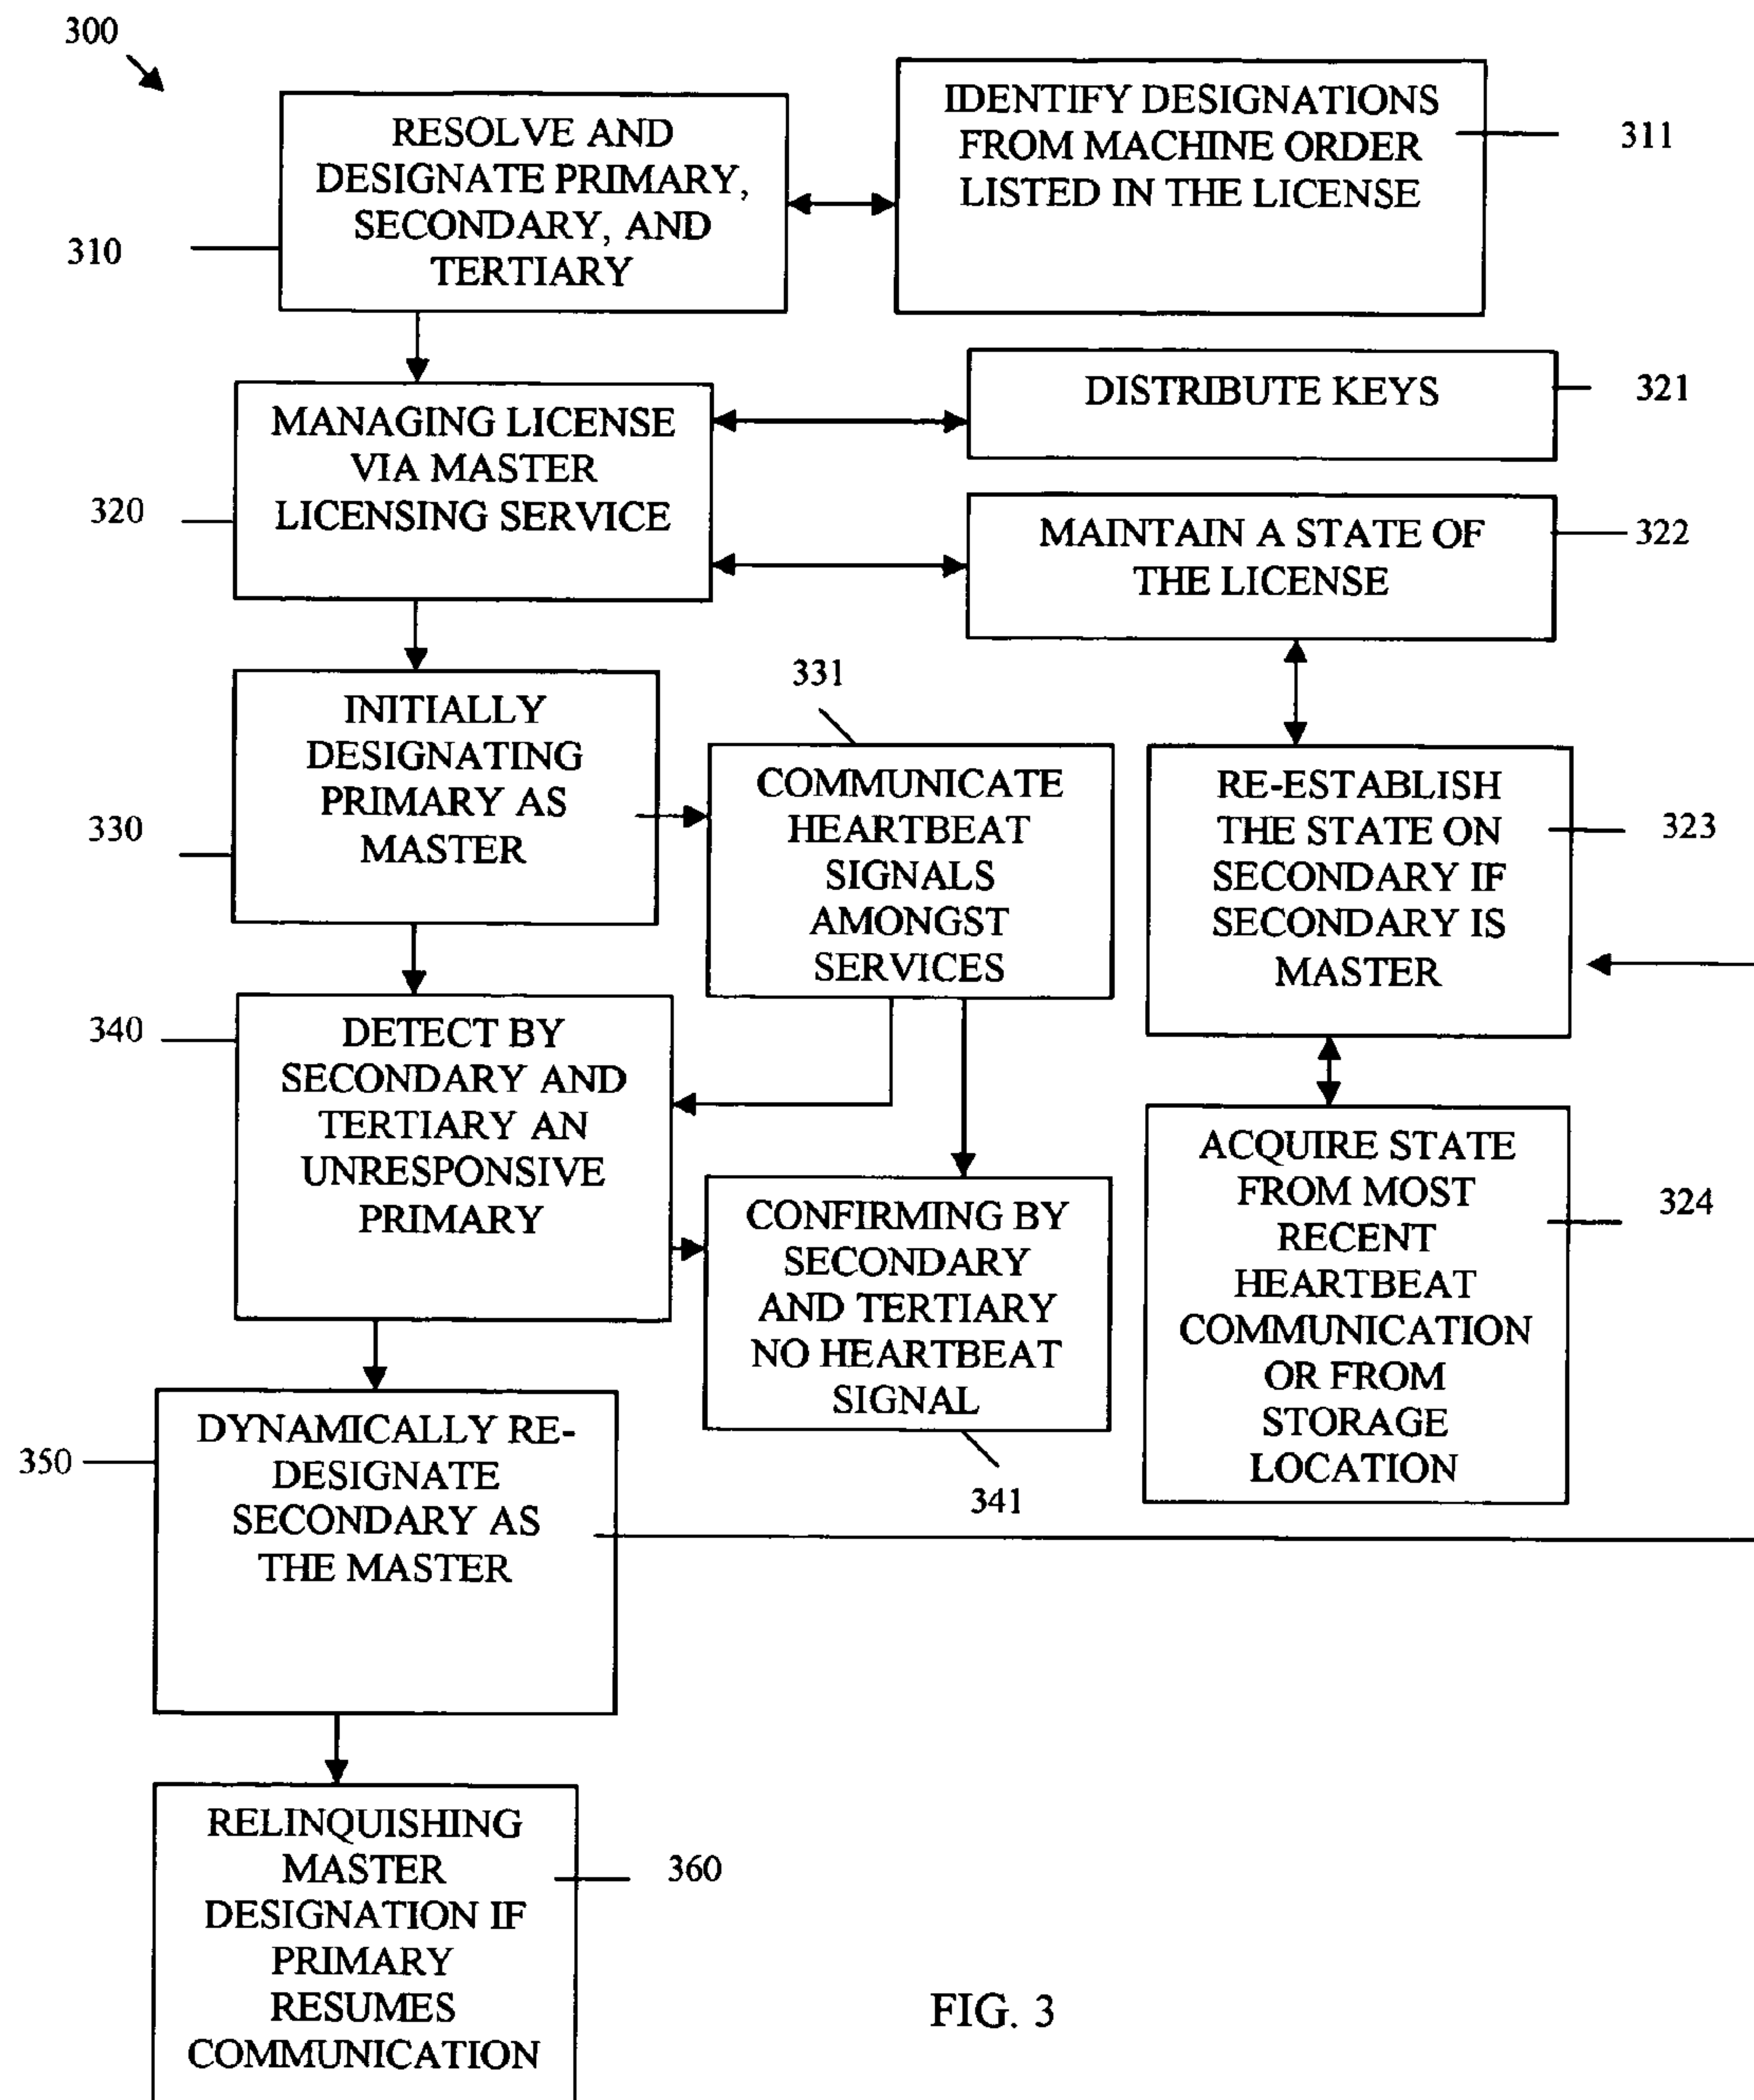 300
RESOLVE AND
DESIGNATE PRIMARY,
SECONDARY, AND
TERTIARY
310
IDENTIFY DESIGNATIONS
FROM MACHINE ORDER
LISTED IN THE LICENSE
311
MANAGING LICENSE
VIA MASTER
LICENSING SERVICE
320
DISTRIBUTE KEYS
321
MAINTAIN A STATE OF
THE LICENSE
322
INITIALLY
DESIGNATING
PRIMARY AS
MASTER
330
331
COMMUNICATE
HEARTBEAT
SIGNALS
AMONGST
SERVICES
RE-ESTABLISH
THE STATE ON
SECONDARY IF
SECONDARY IS
MASTER
323
340
DETECT BY
SECONDARY AND
TERTIARY AN
UNRESPONSIVE
PRIMARY
CONFIRMING BY
SECONDARY
AND TERTIARY
NO HEARTBEAT
SIGNAL
341
ACQUIRE STATE
FROM MOST
RECENT
HEARTBEAT
COMMUNICATION
OR FROM
STORAGE
LOCATION
324
350
DYNAMICALLY RE-
DESIGNATE
SECONDARY AS
THE MASTER
RELINQUISHING
MASTER
DESIGNATION IF
PRIMARY
RESUMES
COMMUNICATION
360
FIG. 3